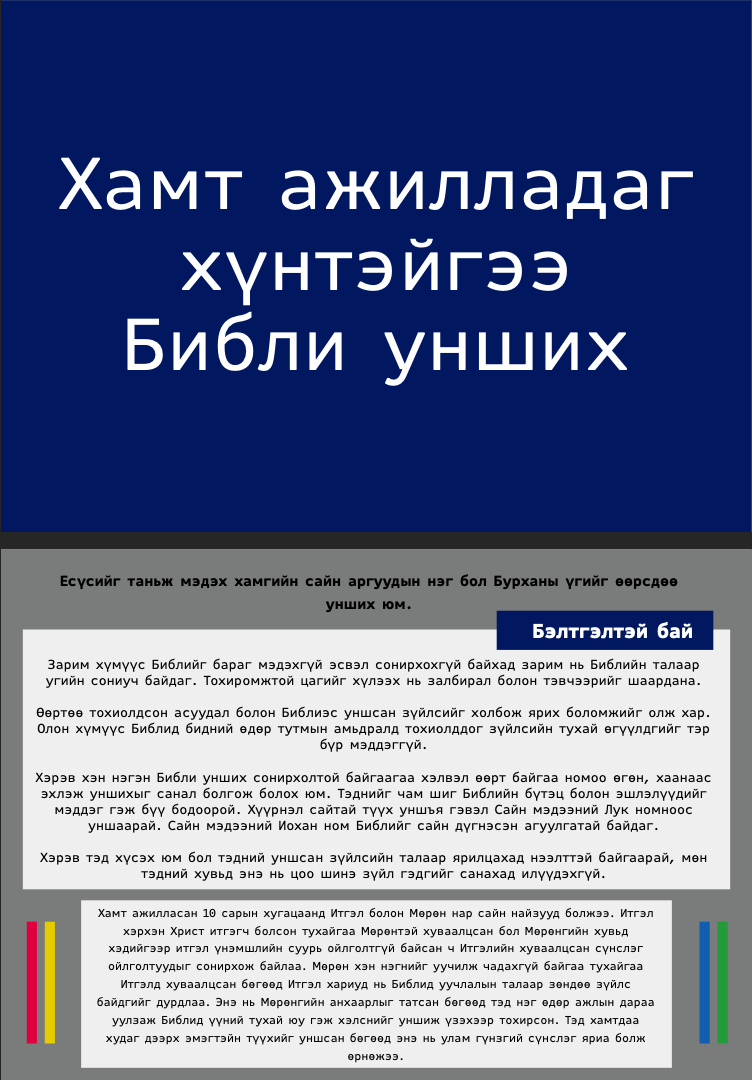 Хамт ажилладаг
хүнтэйгээ
Библи унших
Есүсийг таньж мэдэх хамгийн сайн аргуудын нэг бол Бурханы үгийг өөрсдөө
унших юм.
Бэлтгэлтэй бай
Зарим хүмүүс Библийг бараг мэдэхгүй эсвэл сонирхохгүй байхад зарим нь Библийн талаар
угийн сониуч байдаг. Тохиромжтой цагийг хүлээх нь залбирал болон тэвчээрийг шаардана.
Өөртөө тохиолдсон асуудал болон Библиэс уншсан зүйлсийг холбож ярих боломжийг олж хар.
Олон хүмүүс Библид бидний өдөр тутмын амьдралд тохиолддог зүйлсийн тухай өгүүлдгийг тэр
бүр мэддэггүй.
Хэрэв хэн нэгэн Библи унших сонирхолтой байгаагаа хэлвэл өөрт байгаа номоо өгөн, хаанаас
эхлэж уншихыг санал болгож болох юм. Тэднийг чам шиг Библийн бүтэц болон эшлэлүүдийг
мэддэг гэж бүү бодоорой. Хүүрнэл сайтай түүх уншъя гэвэл Сайн мэдээний Лук номноос
уншаарай. Сайн мэдээний Иохан ном Библийг сайн дүгнэсэн агуулгатай байдаг.
Хэрэв тэд хүсэх юм бол тэдний уншсан зүйлсийн талаар ярилцахад нээлттэй байгаарай, мөн
тэдний хувьд энэ нь цоо шинэ зүйл гэдгийг санахад илүүдэхгүй.
Хамт ажилласан 10 сарын хугацаанд Итгэл болон Мөрөн нар сайн найзууд болжээ. Итгэл
хэрхэн Христ итгэгч болсон тухайгаа Мөрөнтэй хуваалцсан бол Мөрөнгийн хувьд
хэдийгээр итгэл үнэмшлийн суурь ойлголтгүй байсан ч Итгэлийн хуваалцсан сүнслэг
ойлголтуудыг сонирхож байлаа. Мөрөн хэн нэгнийг уучилж чадахгүй байгаа тухайгаа
Итгэлд хуваалцсан бөгөөд Итгэл хариуд нь Библид уучлалын талаар зөндөө зүйлс
байдгийг дурдлаа. Энэ нь Мөрөнгийн анхаарлыг татсан бөгөөд тэд нэг өдөр ажлын дараа
уулзаж Библид үүний тухай юу гэж хэлснийг уншиж үзэхээр тохирсон. Тэд хамтдаа
худаг дээрх эмэгтэйн түүхийг уншсан бөгөөд энэ нь улам гүнзгий сүнслэг яриа болж
өрнөжээ.